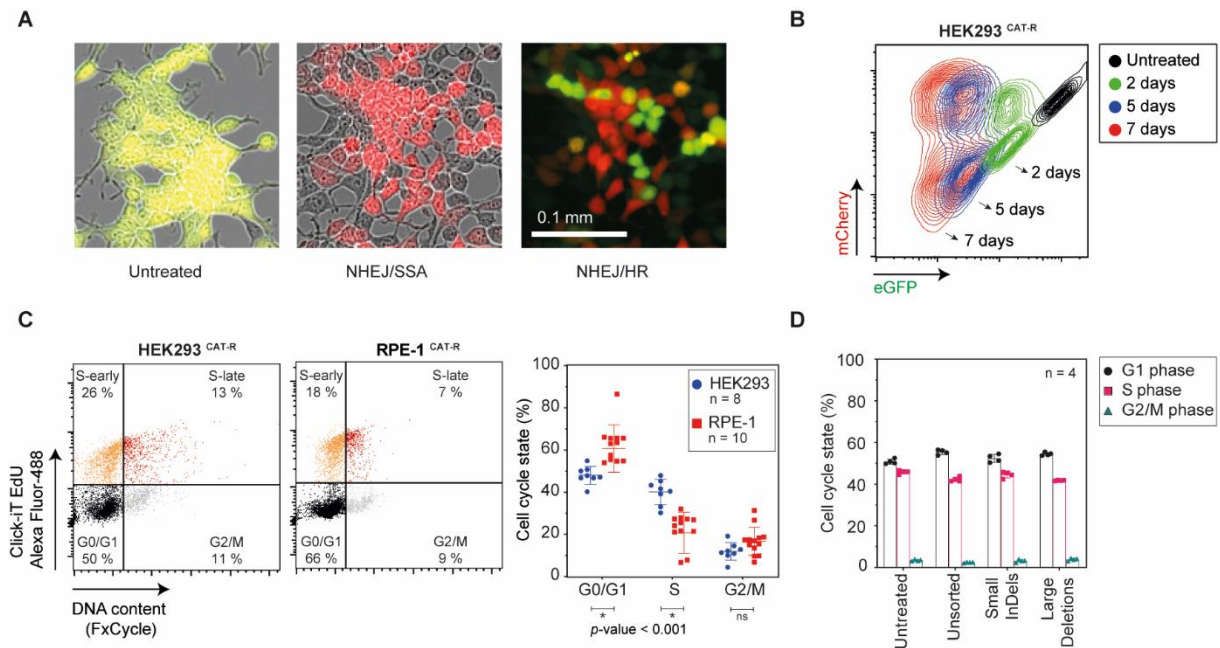 A
Untreated
NHEJ/SSA
0.1 mm
NHEJ/HR
B
HEK293 CAT-R
mCherry
eGFP
2 days
5 days
7 days
Untreated
2 days
5 days
7 days
C
HEK293 CAT-R
S-early
26 %
S-late
13 %
G0/G1
50 %
G2/M
11 %
Click-iT EdU
Alexa Fluor-488
DNA content
(FxCycle)
RPE-1 CAT-R
S-early
18 %
S-late
7 %
G0/G1
66 %
G2/M
9 %
Cell cycle state (%)
100
80
60
40
20
0
HEK293
n = 8
RPE-1
n = 10
G0/G1
S
G2/M
*
*
ns
p-value < 0.001
D
Cell cycle state (%)
100
80
60
40
20
0
n = 4
Untreated
Unsorted
Small
InDels
Large
Deletions
G1 phase
S phase
G2/M phase